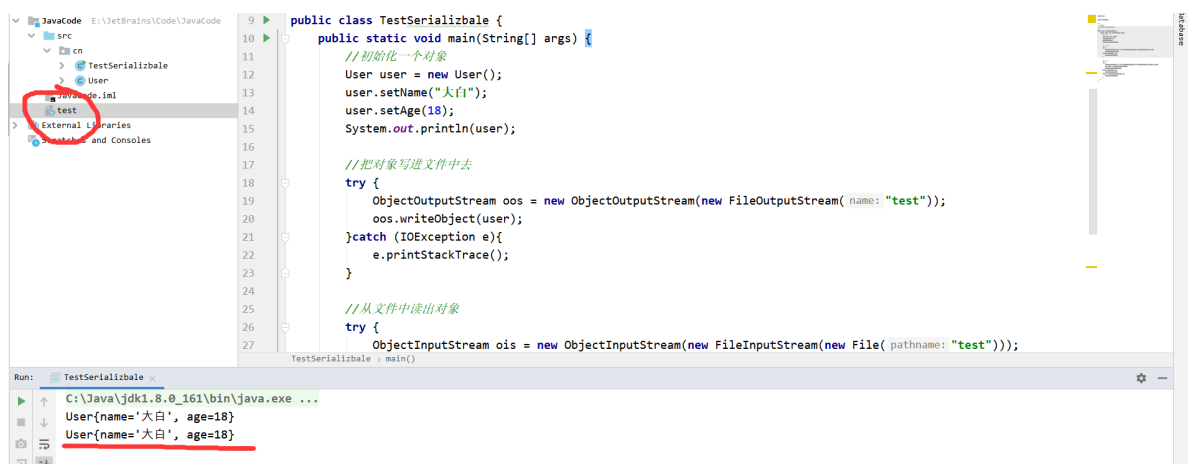 JavaCode E:\JetBrains\Code\JavaCode
src
cn
TestSerializbale
User
JavaCode.iml
test
External Libraries
Scratches and Consoles
9 public class TestSerializbale {
10 public static void main(String[] args) {
11 //初始化一个对象
12 User user = new User();
13 user.setName("大白");
14 user.setAge(18);
15 System.out.println(user);
16
17 //把对象写进文件中去
18 try {
19 ObjectOutputStream oos = new ObjectOutputStream(new FileOutputStream( name: "test"));
20 oos.writeObject(user);
21 }catch (IOException e){
22 e.printStackTrace();
23 }
24
25 //从文件中读出对象
26 try {
27 ObjectInputStream ois = new ObjectInputStream(new FileInputStream(new File( pathname: "test")));
TestSerializbale › main()
Database
Run: TestSerializbale ×
C:\Java\jdk1.8.0_161\bin\java.exe ...
User{name='大白', age=18}
User{name='大白', age=18}